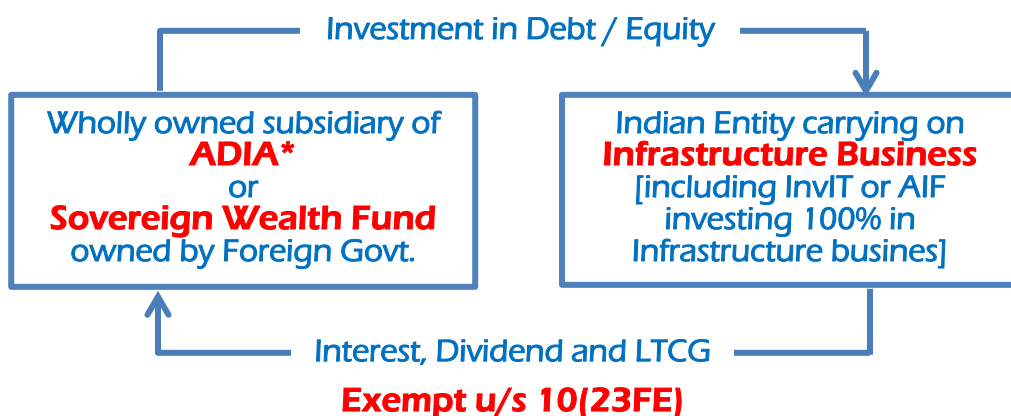 Investment in Debt / Equity
Wholly owned subsidiary of
ADIA*
or
Sovereign Wealth Fund
owned by Foreign Govt.
Indian Entity carrying on
Infrastructure Business
[including InvIT or AIF
investing 100% in
Infrastructure busines]
Interest, Dividend and LTCG
Exempt u/s 10(23FE)